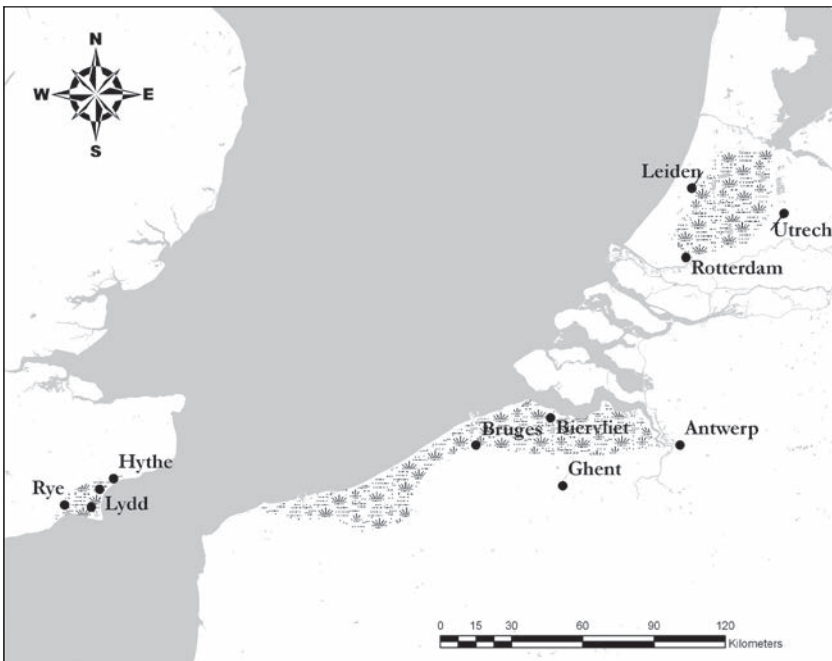 N
W E
S
Leiden
Utrech
Rotterdam
Bruges
Biervliet
Antwerp
Ghent
Hythe
Rye
Lydd
0 15 30 60 90 120
Kilometers